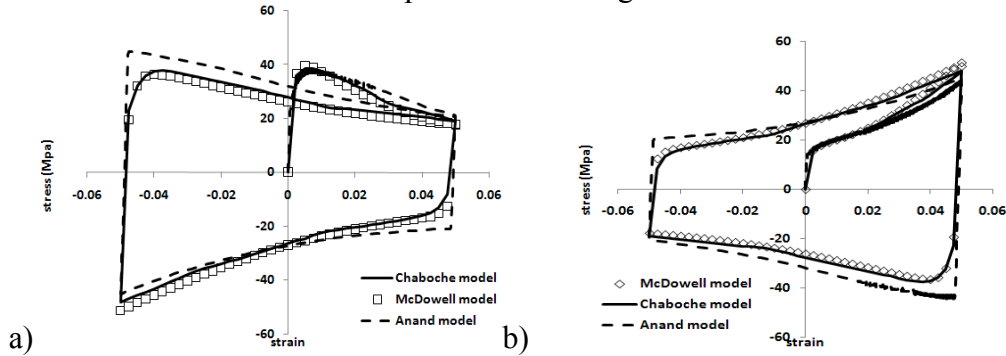 60
40
20
0
-20
-40
-60
-0.06 -0.04 -0.02 0 0.02 0.04 0.06
stress (Mpa)
strain
Chaboche model
McDowell model
Anand model
a)
60
40
20
0
-20
-40
-60
-0.06 -0.04 -0.02 0 0.02 0.04 0.06
stress (Mpa)
strain
McDowell model
Chaboche model
Anand model
b)